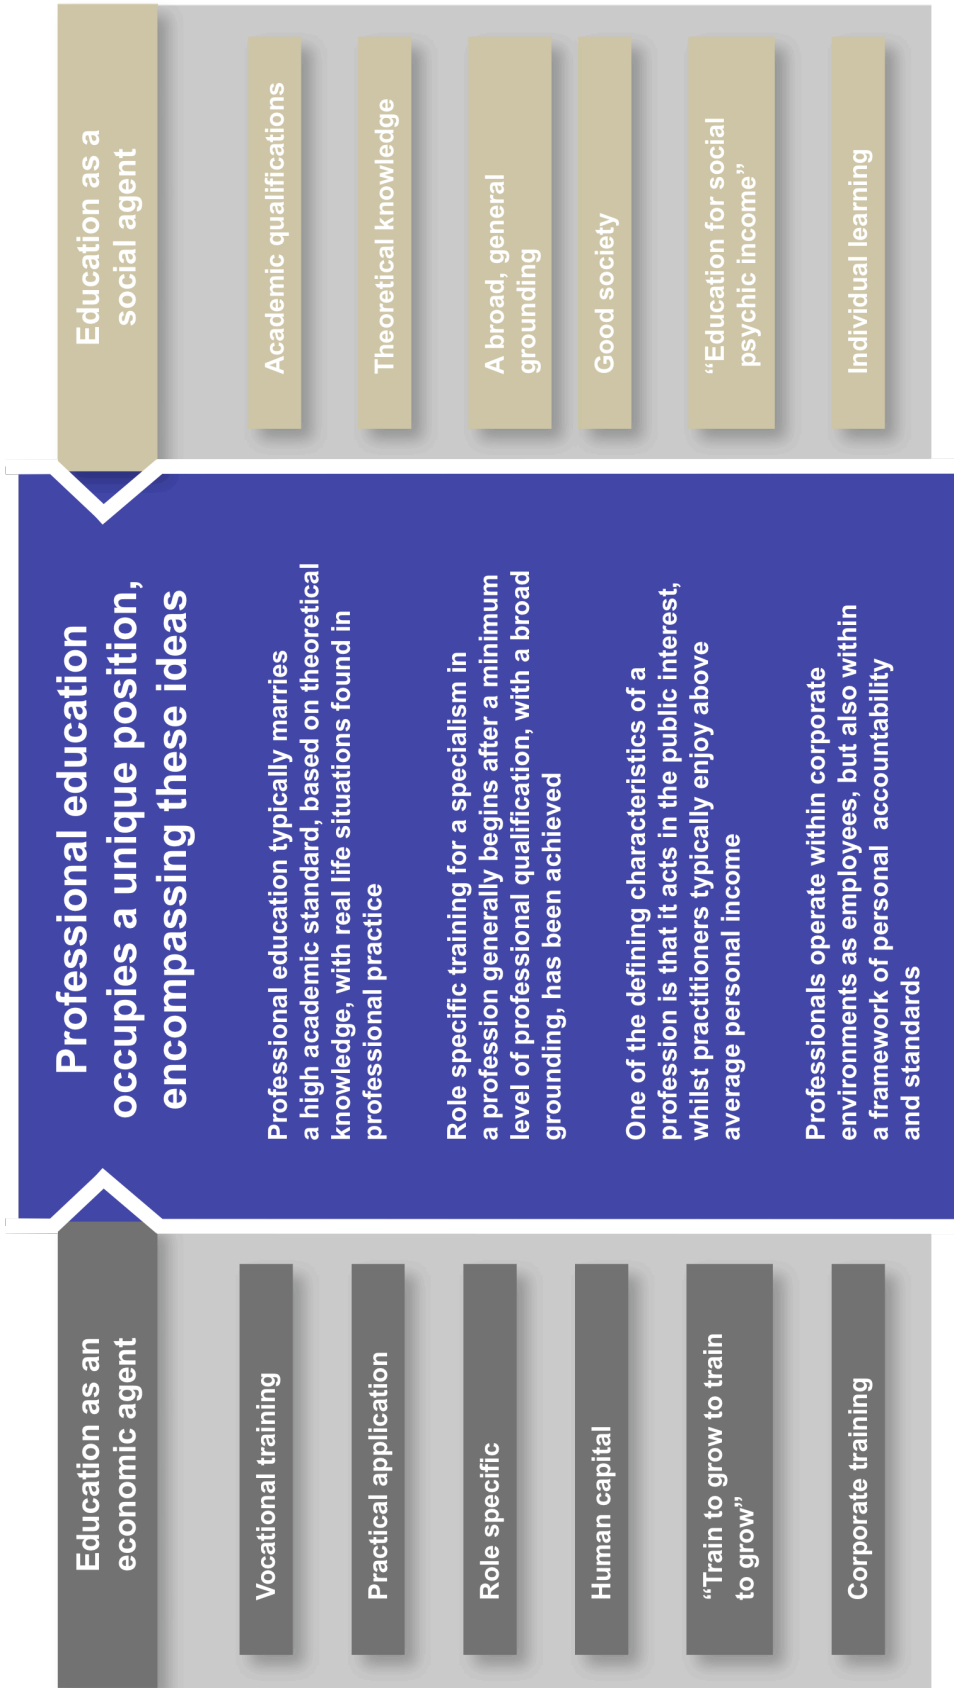 Education as an
economic agent
Vocational training
Practical application
Role specific
Human capital
“Train to grow to train
to grow”
Corporate training
Professional education
occupies a unique position,
encompassing these ideas
Professional education typically marries
a high academic standard, based on theoretical
knowledge, with real life situations found in
professional practice
Role specific training for a specialism in
a profession generally begins after a minimum
level of professional qualification, with a broad
grounding, has been achieved
One of the defining characteristics of a
profession is that it acts in the public interest,
whilst practitioners typically enjoy above
average personal income
Professionals operate within corporate
environments as employees, but also within
a framework of personal accountability
and standards
Education as a
social agent
Academic qualifications
Theoretical knowledge
A broad, general
grounding
Good society
“Education for social
psychic income”
Individual learning